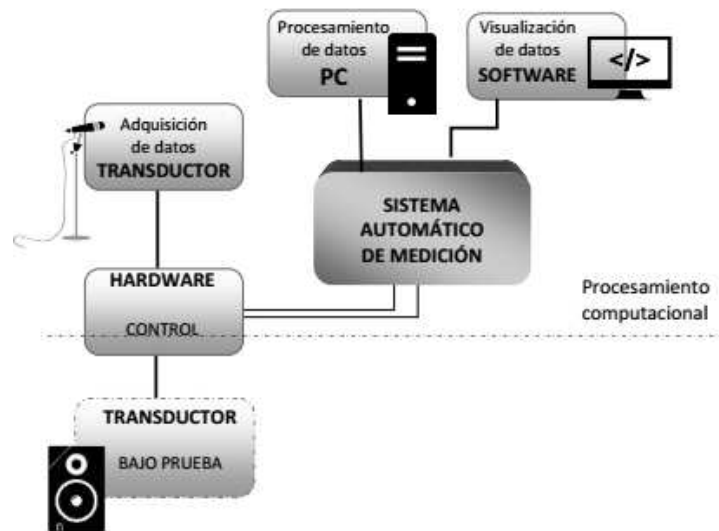 Procesamiento
de datos
PC
Visualización
de datos
SOFTWARE
</>
Adquisición
de datos
TRANSDUCTOR
SISTEMA
AUTOMÁTICO
DE MEDICIÓN
HARDWARE
CONTROL
Procesamiento
computacional
TRANSDUCTOR
BAJO PRUEBA